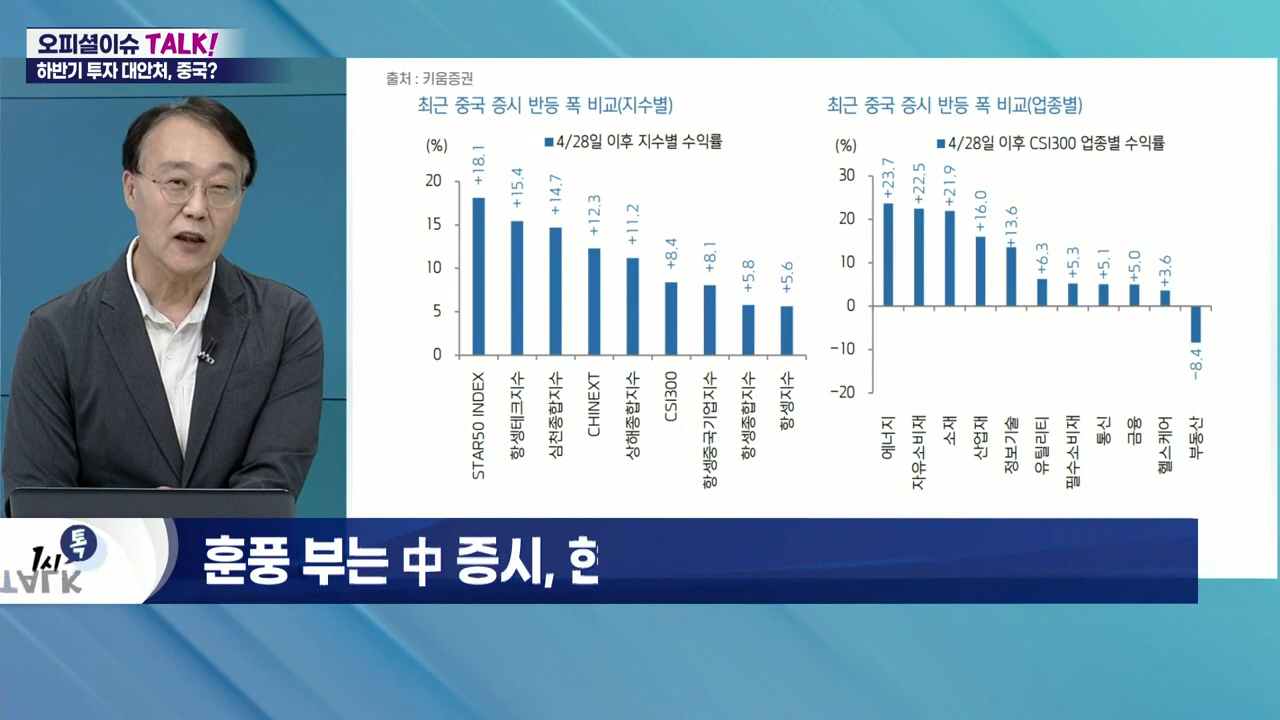 오피셜이슈 TALK!
하반기 투자 대안처, 중국?
출처 : 키움증권
최근 중국 증시 반등 폭 비교(지수별)
(%)
4/28일 이후 지수별 수익률
20
15
10
5
0
+18.1
+15.4
+14.7
+12.3
+11.2
+8.4
+8.1
+5.8
+5.6
STAR50 INDEX
항셍테크지수
심천종합지수
CHINEXT
상해종합지수
CSI300
항셍중국기업지수
항셍종합지수
항셍지수
최근 중국 증시 반등 폭 비교(업종별)
(%)
4/28일 이후 CSI300 업종별 수익률
30
20
10
0
-10
-20
+23.7
+22.5
+21.9
+16.0
+13.6
+6.3
+5.3
+5.1
+5.0
+3.6
-8.4
에너지
자유소비재
소재
산업재
정보기술
유틸리티
필수소비재
통신
금융
헬스케어
부동산
1시
톡
TALK
훈풍 부는 中 증시,